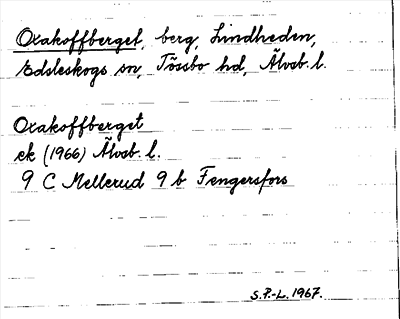 Oxakoffberget, berg, Lindheden,
Edsleskogs sn, Tössbo hd, Älvsb. l.
Oxakoffberget
ek (1966) Älvsb. l.
9 C Mellerud 9 b Fengersfors
S.P.-L. 1967.